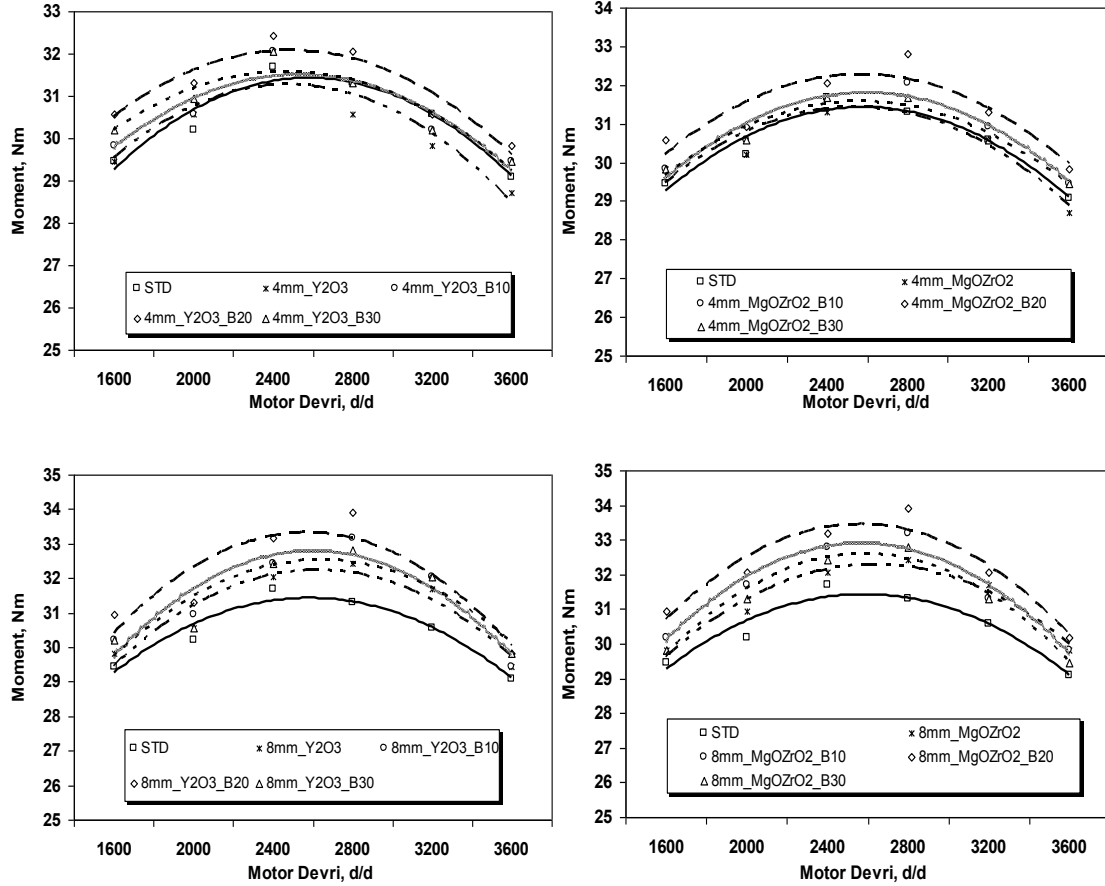 Moment, Nm
33
32
31
30
29
28
27
26
25
STD 4mm_Y2O3 4mm_Y2O3_B10
4mm_Y2O3_B20 4mm_Y2O3_B30
1600 2000 2400 2800 3200 3600
Motor Devri, d/d
Moment, Nm
34
33
32
31
30
29
28
27
26
25
STD 4mm_MgOZrO2
4mm_MgOZrO2_B10 4mm_MgOZrO2_B20
4mm_MgOZrO2_B30
1600 2000 2400 2800 3200 3600
Motor Devri, d/d
Moment, Nm
35
34
33
32
31
30
29
28
27
26
25
STD 8mm_Y2O3 8mm_Y2O3_B10
8mm_Y2O3_B20 8mm_Y2O3_B30
1600 2000 2400 2800 3200 3600
Motor Devri, d/d
Moment, Nm
35
34
33
32
31
30
29
28
27
26
25
STD 8mm_MgOZrO2
8mm_MgOZrO2_B10 8mm_MgOZrO2_B20
8mm_MgOZrO2_B30
1600 2000 2400 2800 3200 3600
Motor Devri, d/d